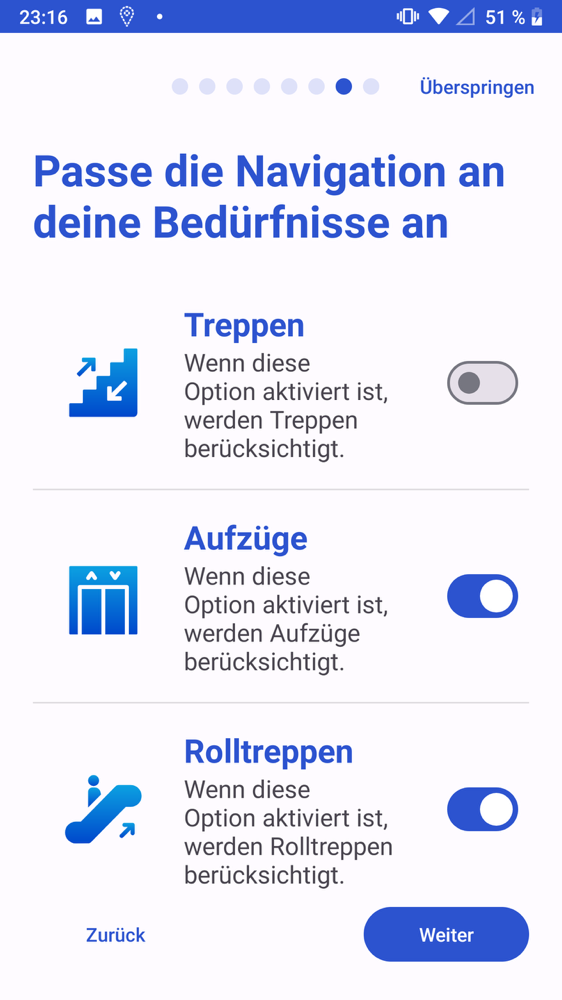 23:16
51 %
Überspringen
Passe die Navigation an
deine Bedürfnisse an
Treppen
Wenn diese
Option aktiviert ist,
werden Treppen
berücksichtigt.
Aufzüge
Wenn diese
Option aktiviert ist,
werden Aufzüge
berücksichtigt.
Rolltreppen
Wenn diese
Option aktiviert ist,
werden Rolltreppen
berücksichtigt.
Zurück
Weiter